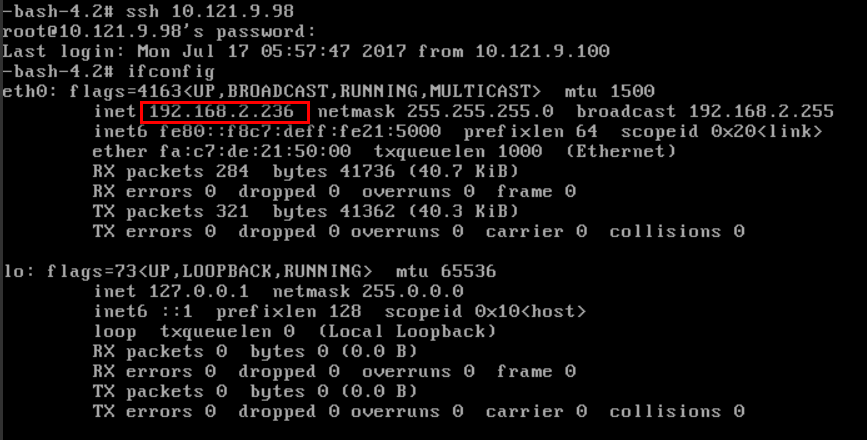 -bash-4.2# ssh 10.121.9.98
root@10.121.9.98's password:
Last login: Mon Jul 17 05:57:47 2017 from 10.121.9.100
-bash-4.2# ifconfig
eth0: flags=4163<UP,BROADCAST,RUNNING,MULTICAST>  mtu 1500
        inet 192.168.2.236  netmask 255.255.255.0  broadcast 192.168.2.255
        inet6 fe80::f8c7:deff:fe21:5000  prefixlen 64  scopeid 0x20<link>
        ether fa:c7:de:21:50:00  txqueuelen 1000  (Ethernet)
        RX packets 284  bytes 41736 (40.7 KiB)
        RX errors 0  dropped 0  overruns 0  frame 0
        TX packets 321  bytes 41362 (40.3 KiB)
        TX errors 0  dropped 0 overruns 0  carrier 0  collisions 0

lo: flags=73<UP,LOOPBACK,RUNNING>  mtu 65536
        inet 127.0.0.1  netmask 255.0.0.0
        inet6 ::1  prefixlen 128  scopeid 0x10<host>
        loop  txqueuelen 0  (Local Loopback)
        RX packets 0  bytes 0 (0.0 B)
        RX errors 0  dropped 0  overruns 0  frame 0
        TX packets 0  bytes 0 (0.0 B)
        TX errors 0  dropped 0 overruns 0  carrier 0  collisions 0